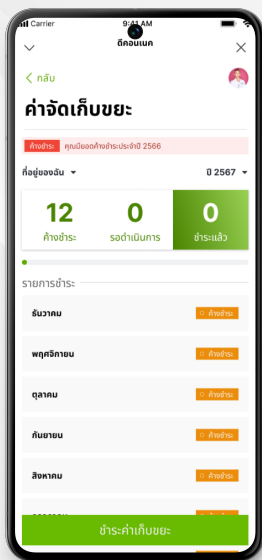 Carrier
9:41 AM
ดีคอนเนค
กลับ
ค่าจัดเก็บขยะ
ค้างชำระ คุณมียอดค้างชำระประจำปี 2566
ที่อยู่ของฉัน
ปี 2567
12 0 0
ค้างชำระ รอดำเนินการ ชำระแล้ว
รายการชำระ
ธันวาคม ค้างชำระ
พฤศจิกายน ค้างชำระ
ตุลาคม ค้างชำระ
กันยายน ค้างชำระ
สิงหาคม ค้างชำระ
ชำระค่าเก็บขยะ